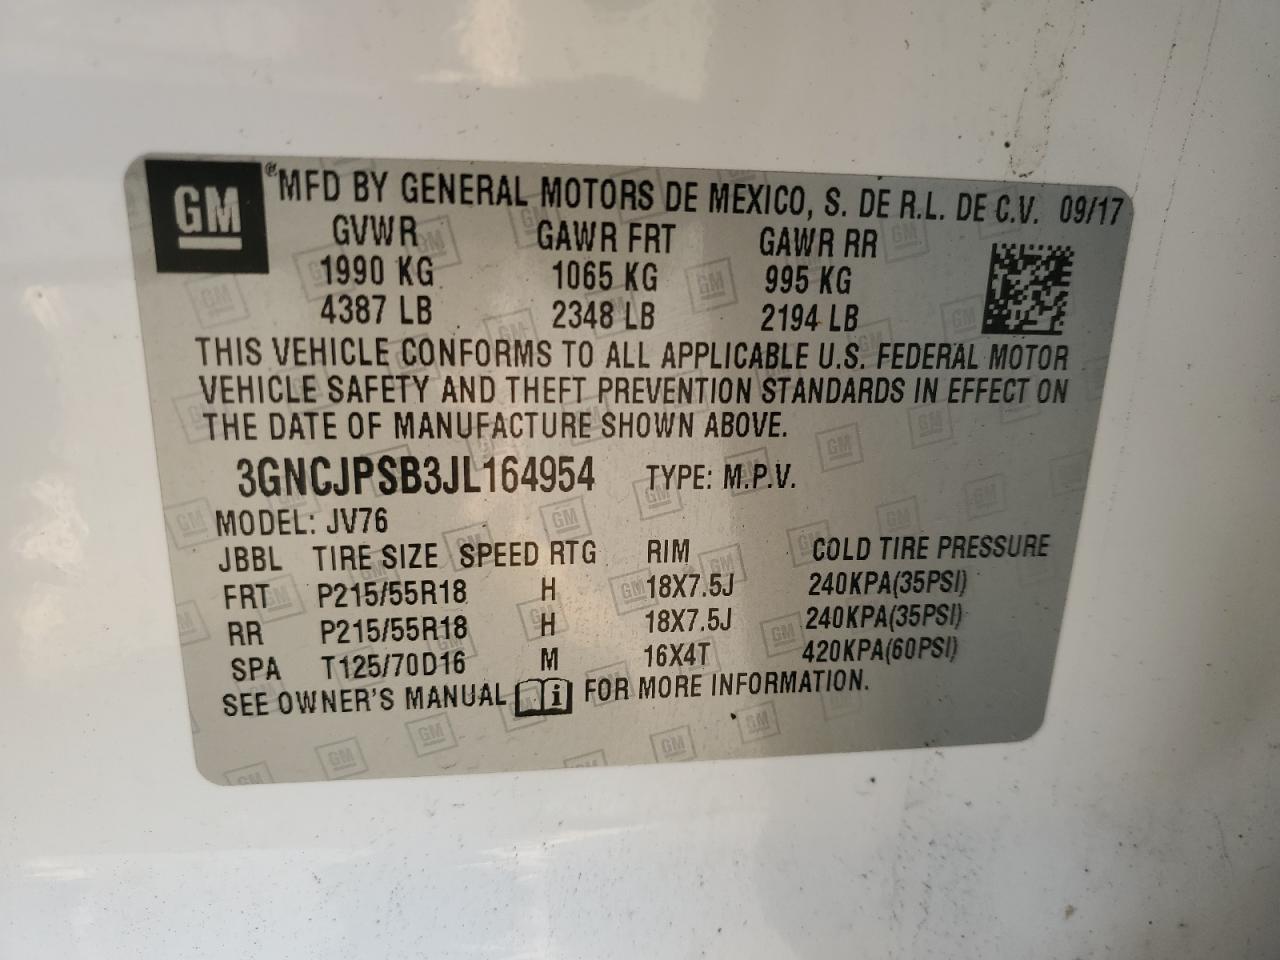 GM ®MFD BY GENERAL MOTORS DE MEXICO, S. DE R.L. DE C.V. 09/17
GVWR GAWR FRT GAWR RR
1990 KG 1065 KG 995 KG
4387 LB 2348 LB 2194 LB
THIS VEHICLE CONFORMS TO ALL APPLICABLE U.S. FEDERAL MOTOR
VEHICLE SAFETY AND THEFT PREVENTION STANDARDS IN EFFECT ON
THE DATE OF MANUFACTURE SHOWN ABOVE.
3GNCJPSB3JL164954 TYPE: M.P.V.
MODEL: JV76
JBBL TIRE SIZE SPEED RTG RIM COLD TIRE PRESSURE
FRT P215/55R18 H 18X7.5J 240KPA(35PSI)
RR P215/55R18 H 18X7.5J 240KPA(35PSI)
SPA T125/70D16 M 16X4T 420KPA(60PSI)
SEE OWNER'S MANUAL i FOR MORE INFORMATION.